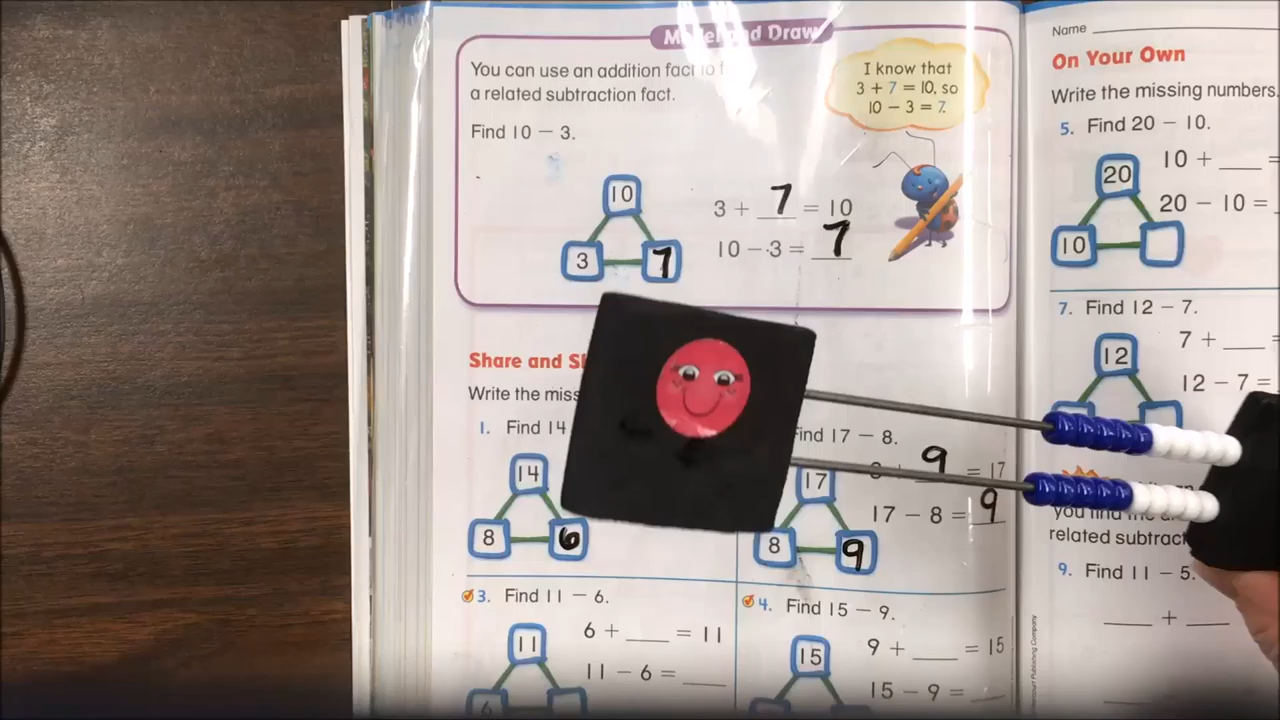 Model and Draw
You can use an addition fact to f
a related subtraction fact.
Find 10 − 3.
I know that
3 + 7 = 10, so
10 − 3 = 7.
10
3 7
3 + 7 = 10
10 − 3 = 7
Share and
Write the
1. Find 14
14
8 6
Find 17 − 8.
17
8 9
9 = 17
17 − 8 = 9
3. Find 11 − 6.
11
6
6 + ___ = 11
11 − 6 = ___
4. Find 15 − 9.
15
9 + ___ = 15
15 − 9 = ___
Name
On Your Own
Write the missing numbers.
5. Find 20 − 10.
20
10
10 + ___ =
20 − 10 =
7. Find 12 − 7.
12
7 + ___ =
12 − 7 =
you find the
related subtract
9. Find 11 − 5.
___ + ___